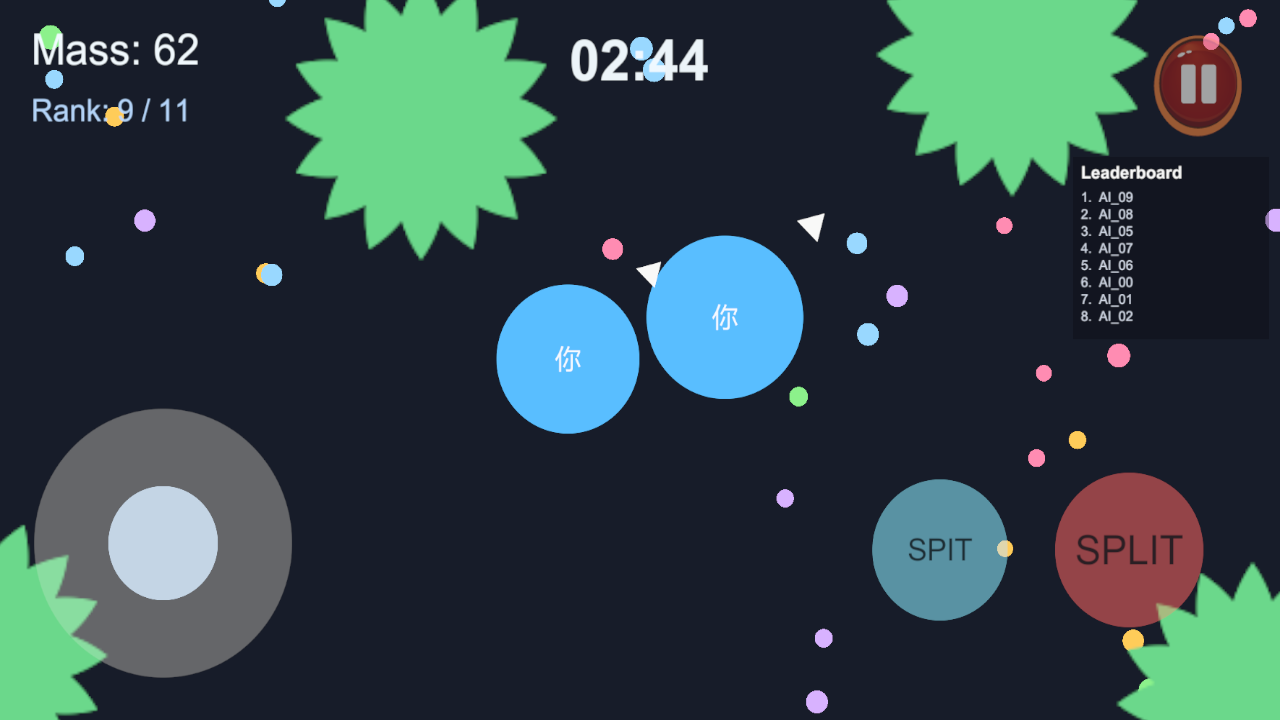 Mass: 62
Rank: 9 / 11
02:44
Leaderboard
1. AI_09
2. AI_08
3. AI_05
4. AI_07
5. AI_06
6. AI_00
7. AI_01
8. AI_02
你
你
SPIT
SPLIT